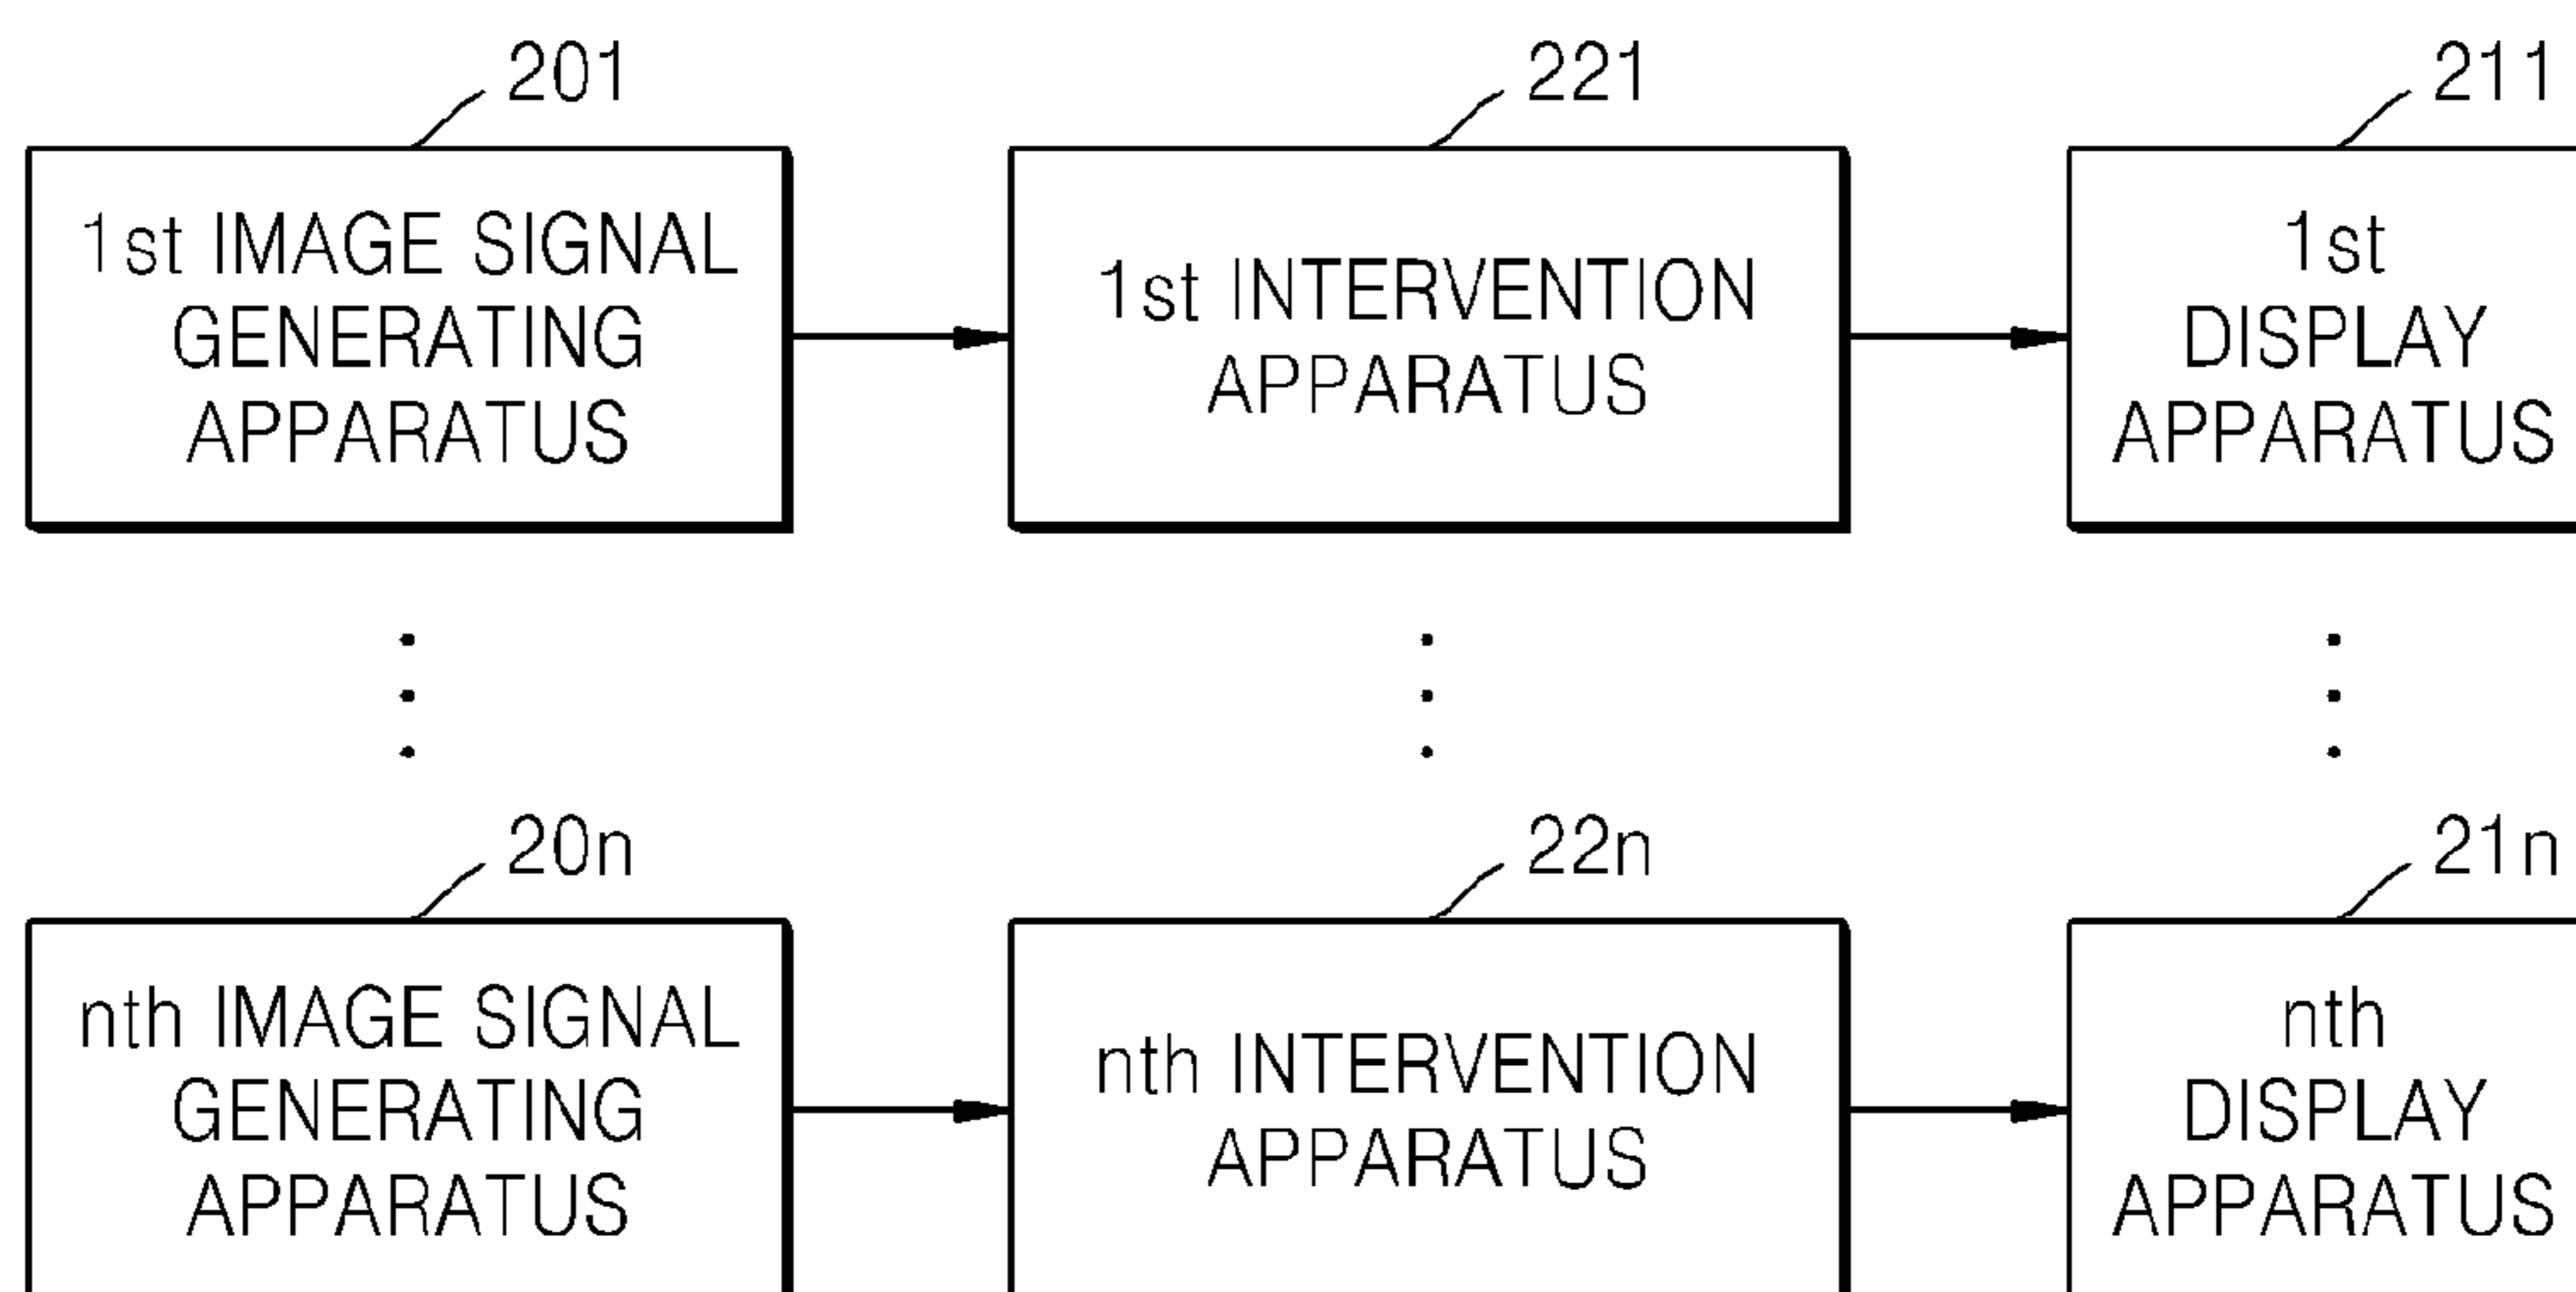 201
221
211
1st IMAGE SIGNAL
GENERATING
APPARATUS
1st INTERVENTION
APPARATUS
1st
DISPLAY
APPARATUS
20n
22n
21n
nth IMAGE SIGNAL
GENERATING
APPARATUS
nth INTERVENTION
APPARATUS
nth
DISPLAY
APPARATUS